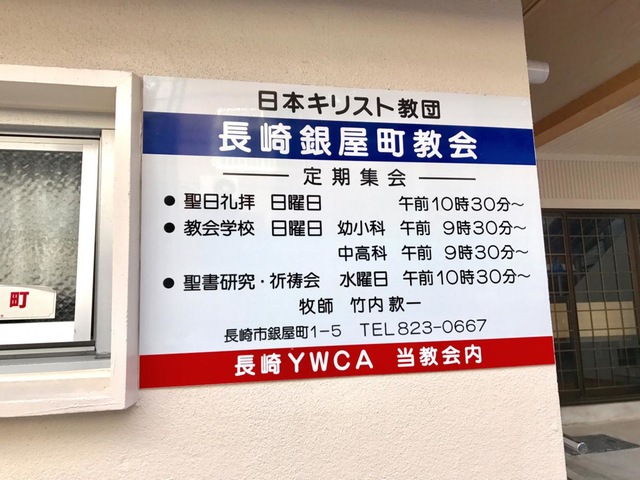 日本キリスト教団
長崎銀屋町教会
定期集会
● 聖日礼拝 日曜日 午前10時30分～
● 教会学校 日曜日 幼小科 午前 9時30分～
中高科 午前 9時30分～
● 聖書研究・祈祷会 水曜日 午前10時30分～
牧師 竹内款一
長崎市銀屋町1-5 TEL823-0667
長崎YWCA 当教会内
町